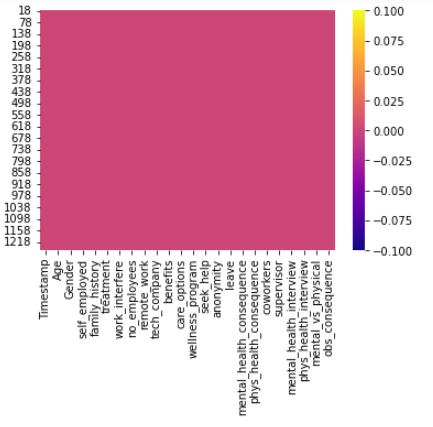 18
78
138
198
258
318
378
438
498
558
618
678
738
798
858
918
978
1038
1098
1158
1218
0.100
0.075
0.050
0.025
0.000
−0.025
−0.050
−0.075
−0.100
Timestamp
Age
Gender
self_employed
family_history
treatment
work_interfere
no_employees
remote_work
tech_company
benefits
care_options
wellness_program
seek_help
anonymity
leave
mental_health_consequence
phys_health_consequence
coworkers
supervisor
mental_health_interview
phys_health_interview
mental_vs_physical
obs_consequence